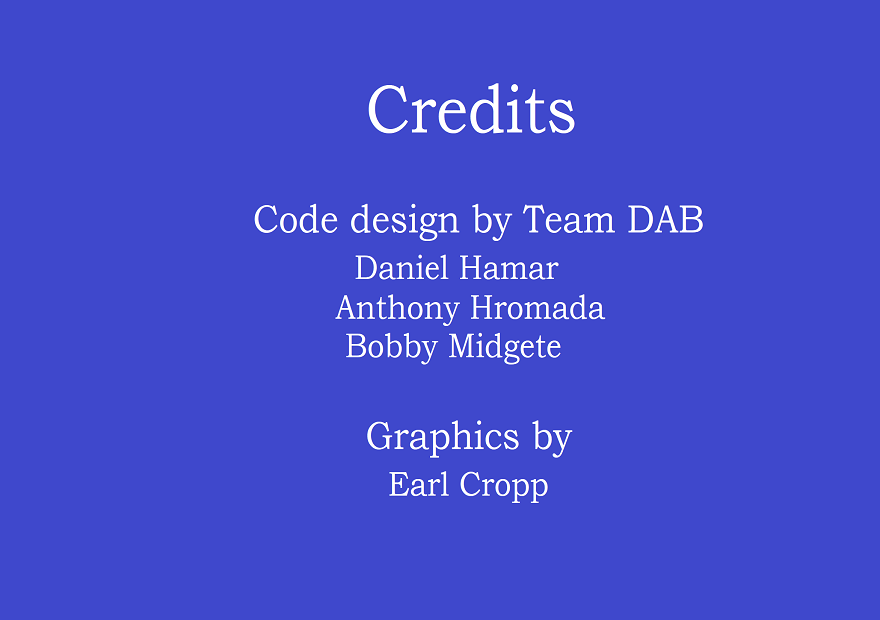 Credits
Code design by Team DAB
Daniel Hamar
Anthony Hromada
Bobby Midgete
Graphics by
Earl Cropp